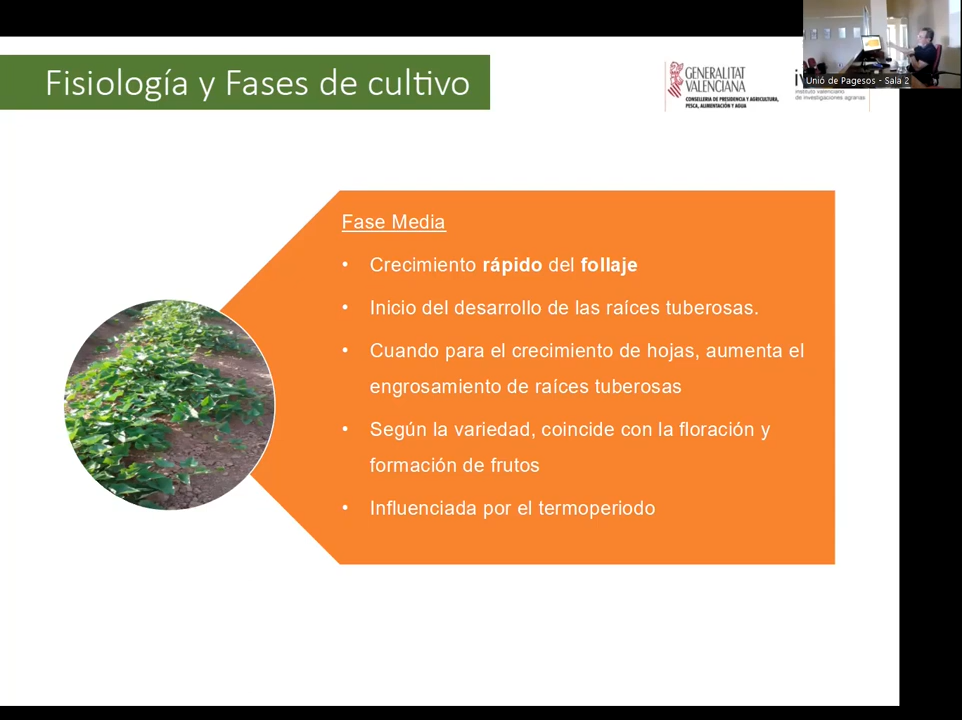 Fisiología y Fases de cultivo
GENERALITAT
VALENCIANA
CONSELLERIA DE PRESIDENCIA Y AGRICULTURA,
PESCA, ALIMENTACIÓN Y AGUA
instituto valenciano
de investigaciones agrarias
Unió de Pagesos - Sala 2
Fase Media
• Crecimiento rápido del follaje
• Inicio del desarrollo de las raíces tuberosas.
• Cuando para el crecimiento de hojas, aumenta el
engrosamiento de raíces tuberosas
• Según la variedad, coincide con la floración y
formación de frutos
• Influenciada por el termoperiodo